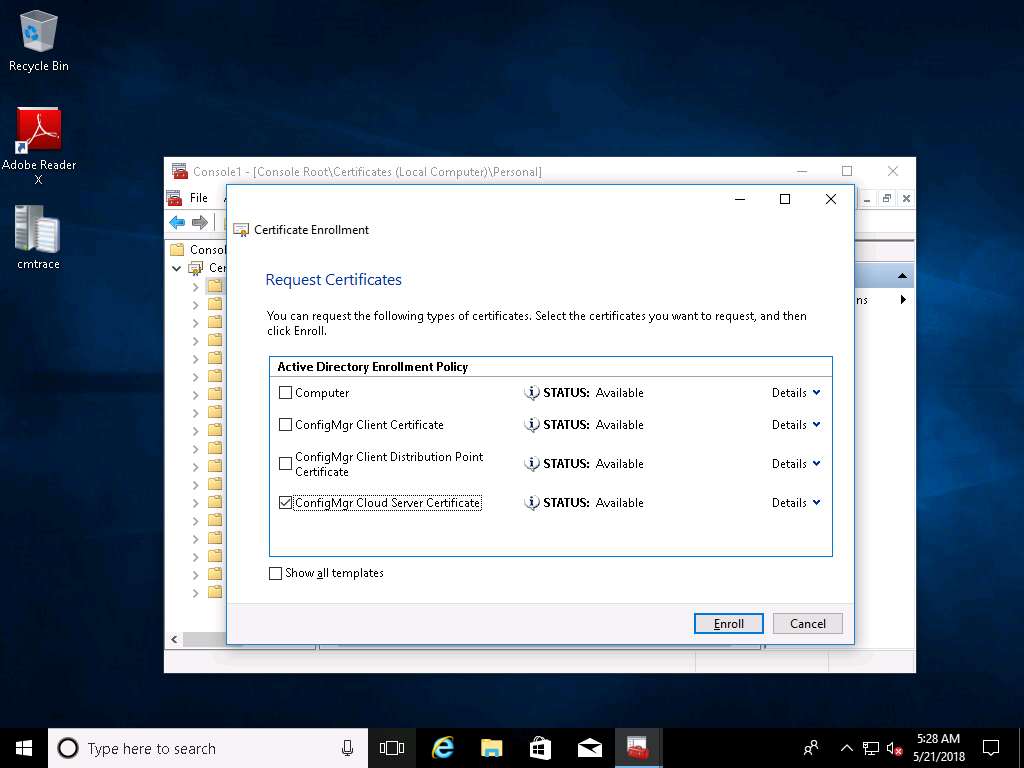 Recycle Bin
Adobe Reader
X
cmtrace
Console1 - [Console Root\Certificates (Local Computer)\Personal]
File
Certificate Enrollment
Request Certificates
You can request the following types of certificates. Select the certificates you want to request, and then
click Enroll.
Active Directory Enrollment Policy
Computer STATUS: Available Details
ConfigMgr Client Certificate STATUS: Available Details
ConfigMgr Client Distribution Point
Certificate STATUS: Available Details
ConfigMgr Cloud Server Certificate STATUS: Available Details
Show all templates
Enroll Cancel
Type here to search
5:28 AM
5/21/2018